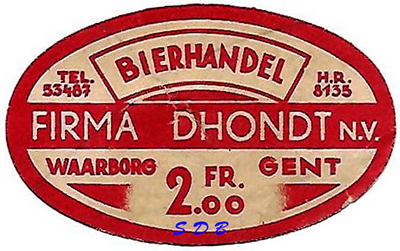 BIERHANDEL
TEL. 53487
H.R. 8135
FIRMA DHONDT N.V.
WAARBORG GENT
2.00 FR.
SDB